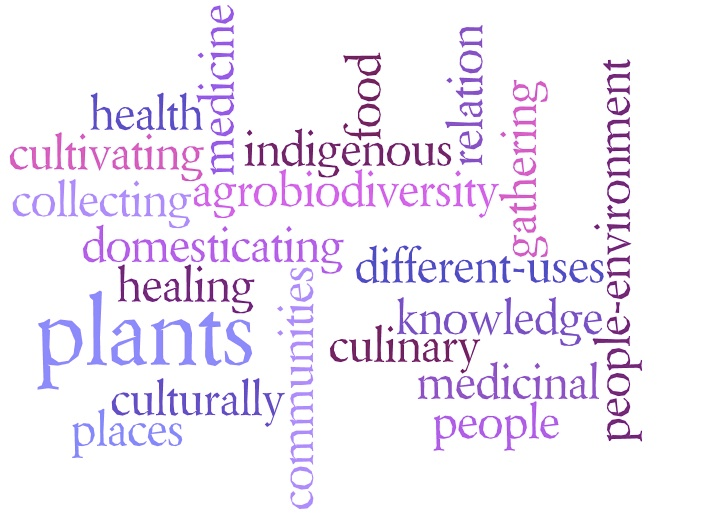 medicine
food
relation
health
gathering
people-environment
cultivating
indigenous
collecting
agrobiodiversity
domesticating
different-uses
healing
communities
plants
knowledge
culinary
medicinal
culturally
people
places